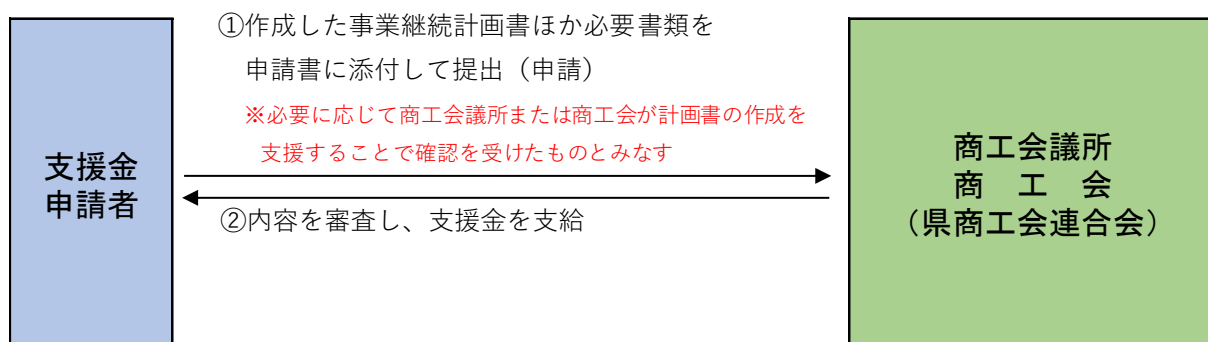 ①作成した事業継続計画書ほか必要書類を
申請書に添付して提出（申請）
※必要に応じて商工会議所または商工会が計画書の作成を
支援することで確認を受けたものとみなす
支援金
申請者
②内容を審査し、支援金を支給
商工会議所
商　工　会
（県商工会連合会）